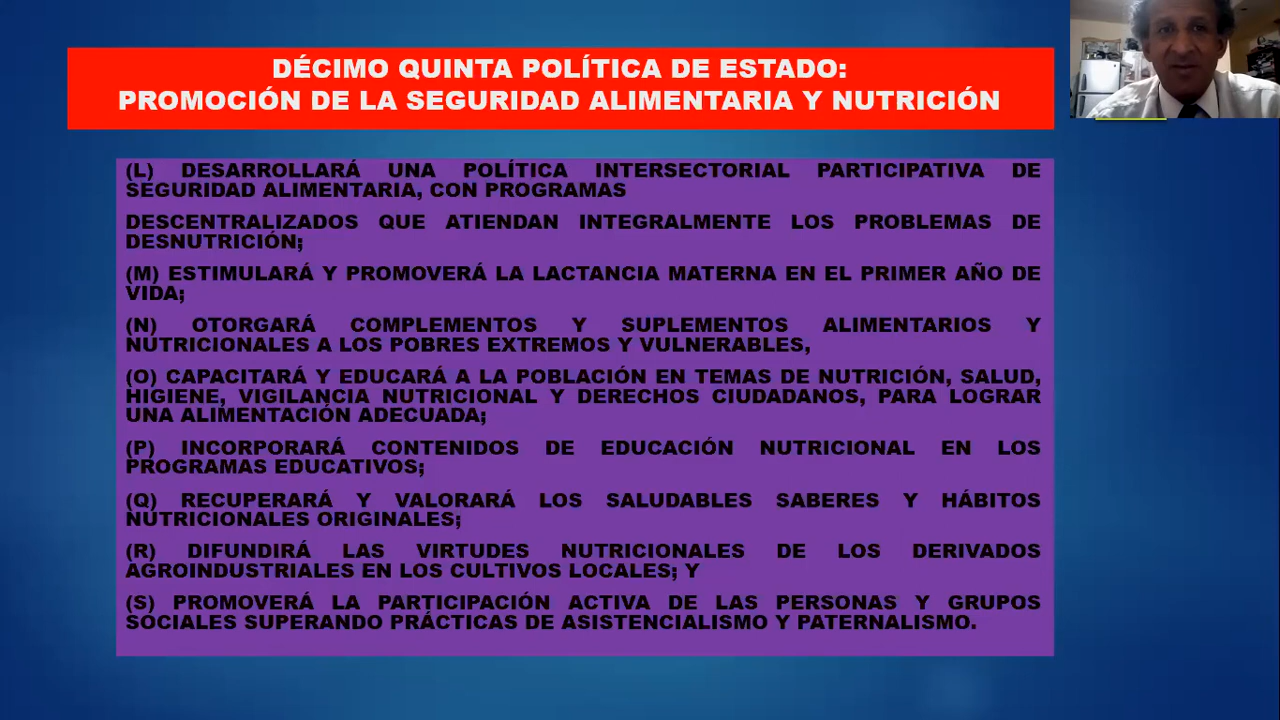 DÉCIMO QUINTA POLÍTICA DE ESTADO:
PROMOCIÓN DE LA SEGURIDAD ALIMENTARIA Y NUTRICIÓN
(L) DESARROLLARÁ UNA POLÍTICA INTERSECTORIAL PARTICIPATIVA DE
SEGURIDAD ALIMENTARIA, CON PROGRAMAS
DESCENTRALIZADOS QUE ATIENDAN INTEGRALMENTE LOS PROBLEMAS DE
DESNUTRICIÓN;
(M) ESTIMULARÁ Y PROMOVERÁ LA LACTANCIA MATERNA EN EL PRIMER AÑO DE
VIDA;
(N) OTORGARÁ COMPLEMENTOS Y SUPLEMENTOS ALIMENTARIOS Y
NUTRICIONALES A LOS POBRES EXTREMOS Y VULNERABLES,
(O) CAPACITARÁ Y EDUCARÁ A LA POBLACIÓN EN TEMAS DE NUTRICIÓN, SALUD,
HIGIENE, VIGILANCIA NUTRICIONAL Y DERECHOS CIUDADANOS, PARA LOGRAR
UNA ALIMENTACIÓN ADECUADA;
(P) INCORPORARÁ CONTENIDOS DE EDUCACIÓN NUTRICIONAL EN LOS
PROGRAMAS EDUCATIVOS;
(Q) RECUPERARÁ Y VALORARÁ LOS SALUDABLES SABERES Y HÁBITOS
NUTRICIONALES ORIGINALES;
(R) DIFUNDIRÁ LAS VIRTUDES NUTRICIONALES DE LOS DERIVADOS
AGROINDUSTRIALES EN LOS CULTIVOS LOCALES; Y
(S) PROMOVERÁ LA PARTICIPACIÓN ACTIVA DE LAS PERSONAS Y GRUPOS
SOCIALES SUPERANDO PRÁCTICAS DE ASISTENCIALISMO Y PATERNALISMO.